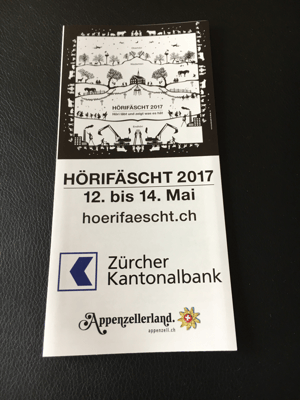 HÖRIFÄSCHT 2017
HÖRIFÄSCHT 2017
12. bis 14. Mai
hoerifaescht.ch
Zürcher
Kantonalbank
Appenzellerland.
appenzell.ch